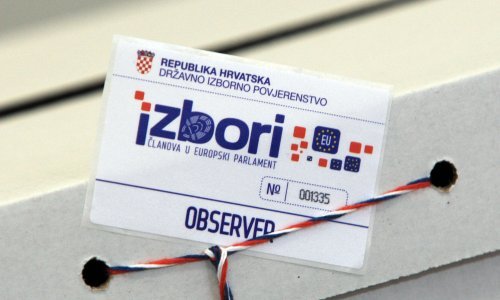 REPUBLIKA HRVATSKA
DRŽAVNO IZBORNO POVJERENSTVO
izbori
EU
ČLANOVA U EUROPSKI PARLAMENT
No 001335
OBSERVER